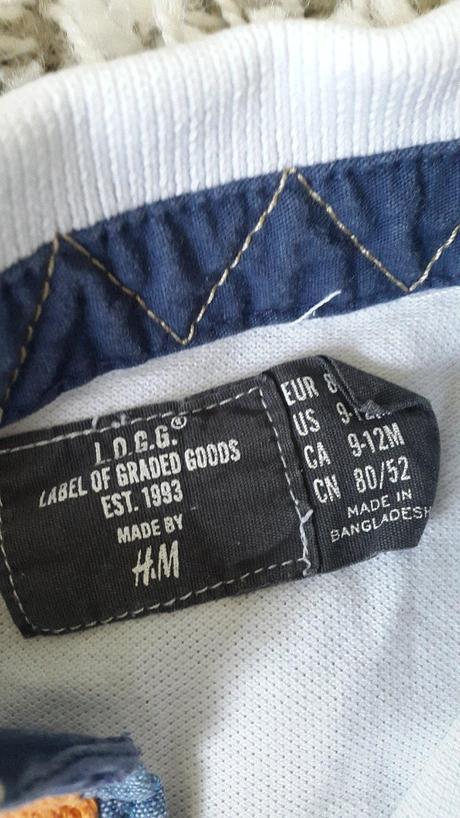 L.O.G.G.®
LABEL OF GRADED GOODS
EST. 1993
MADE BY
H&M
EUR
US
CA 9-12M
CN 80/52
MADE IN
BANGLADESH